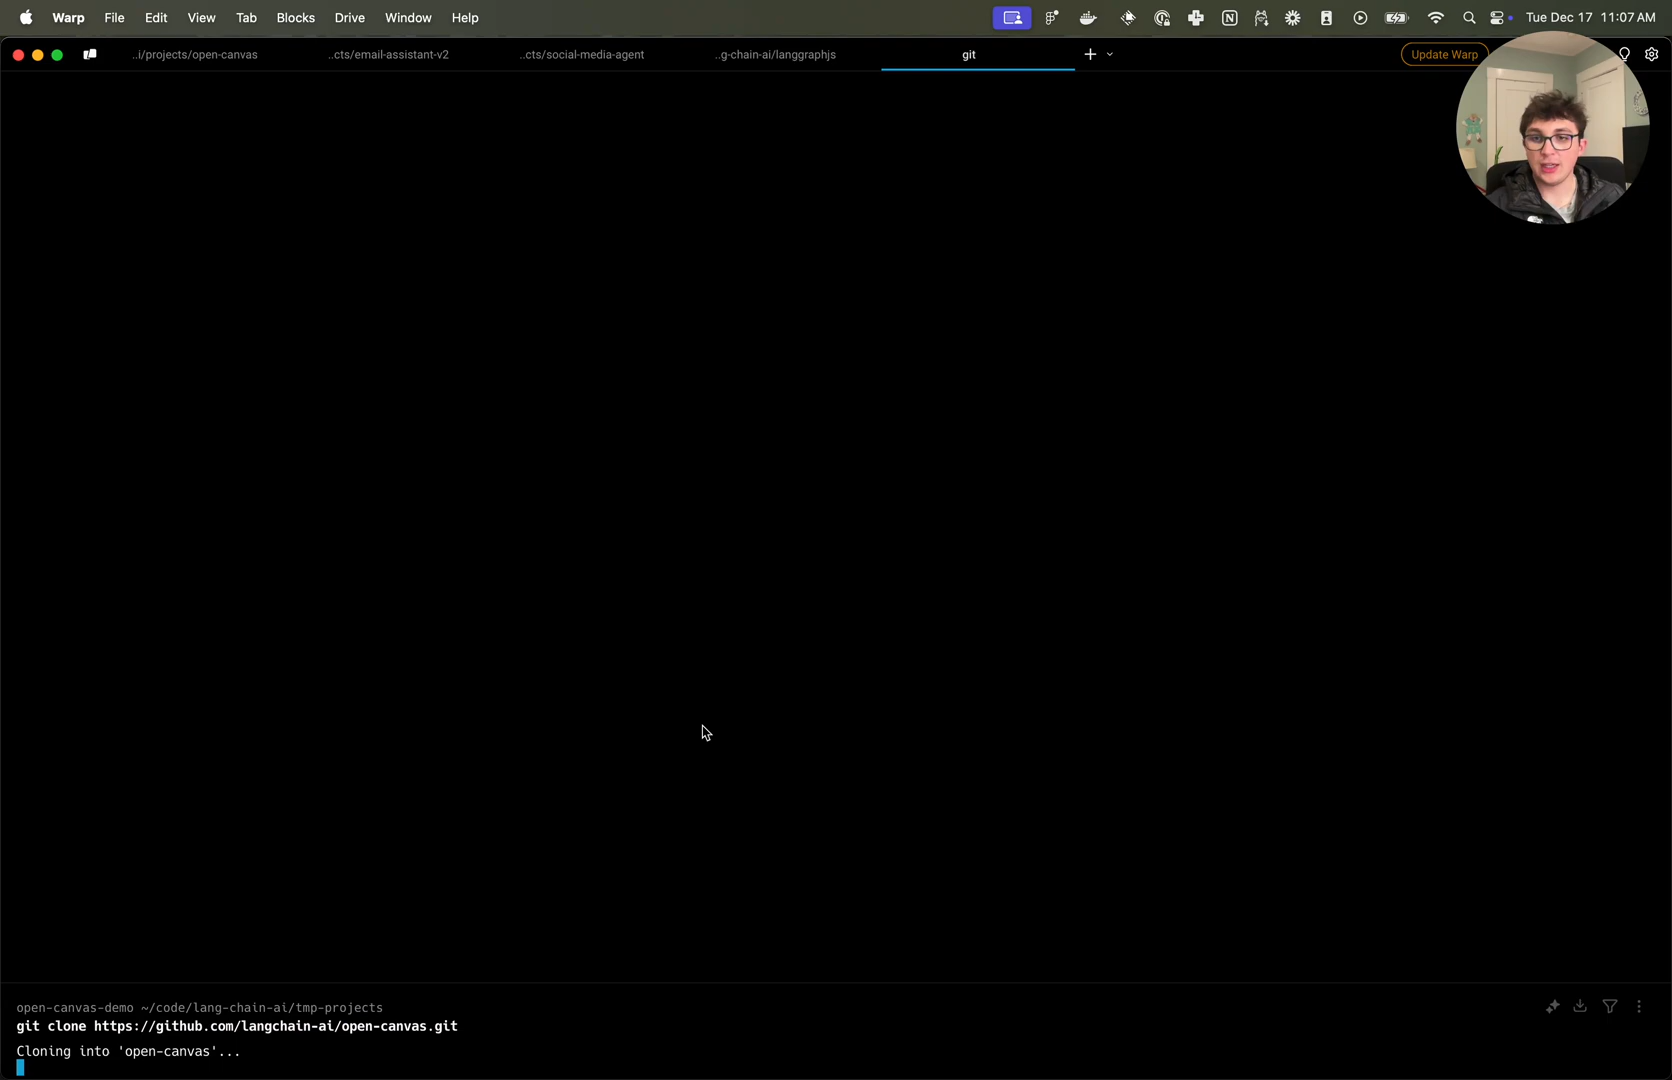 Warp File Edit View Tab Blocks Drive Window Help Tue Dec 17 11:07 AM
..i/projects/open-canvas ..cts/email-assistant-v2 ..cts/social-media-agent ..g-chain-ai/langgraphjs git Update Warp
open-canvas-demo ~/code/lang-chain-ai/tmp-projects
git clone https://github.com/langchain-ai/open-canvas.git
Cloning into 'open-canvas'...